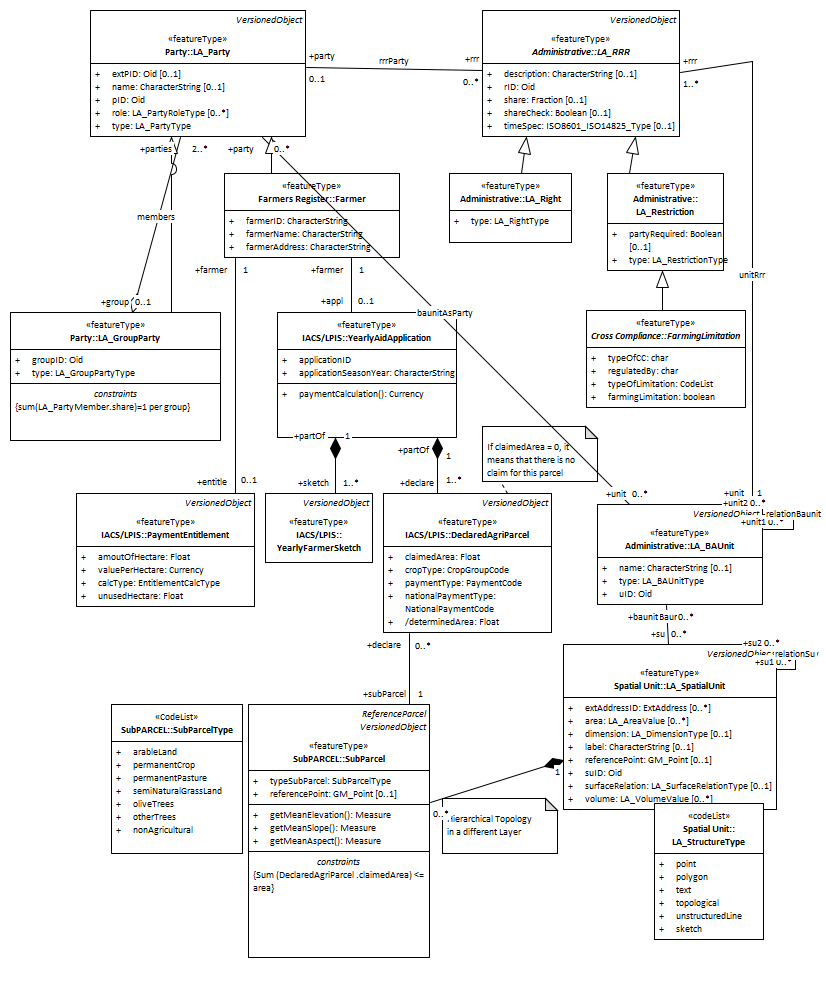 VersionedObject
«featureType»
Party::LA_Party
+ extPID: Oid [0..1]
+ name: CharacterString [0..1]
+ pID: Oid
+ role: LA_PartyRoleType [0..*]
+ type: LA_PartyType
+party
0..1
rrrParty
+rrr
0..*
VersionedObject
«featureType»
Administrative::LA_RRR
+ description: CharacterString [0..1]
+ rID: Oid
+ share: Fraction [0..1]
+ shareCheck: Boolean [0..1]
+ timeSpec: ISO8601_ISO14825_Type [0..1]
+rrr
1..*
+parties
2..*
+party
0..*
members
«featureType»
Farmers Register::Farmer
+ farmerID: CharacterString
+ farmerName: CharacterString
+ farmerAddress: CharacterString
«featureType»
Administrative::LA_Right
+ type: LA_RightType
«featureType»
Administrative::
LA_Restriction
+ partyRequired: Boolean
[0..1]
+ type: LA_RestrictionType
unitRrr
+farmer 1
+farmer 1
+group 0..1
+appl 0..1
baunitAsParty
«featureType»
Party::LA_GroupParty
+ groupID: Oid
+ type: LA_GroupPartyType
constraints
{sum(LA_PartyMember.share)=1 per group}
«featureType»
IACS/LPIS::YearlyAidApplication
+ applicationID
+ applicationSeasonYear: CharacterString
+ paymentCalculation(): Currency
«featureType»
Cross Compliance::FarmingLimitation
+ typeOfCC: char
+ regulatedBy: char
+ typeOfLimitation: CodeList
+ farmingLimitation: boolean
+partOf 1
+partOf
1
If claimedArea = 0, it
means that there is no
claim for this parcel
+entitle 0..1
+sketch 1..*
+declare 1..*
+unit 0..*
+unit 1
+unit2 0..*
VersionedObject
«featureType»
IACS/LPIS::PaymentEntitlement
+ amoutOfHectare: Float
+ valuePerHectare: Currency
+ calcType: EntitlementCalcType
+ unusedHectare: Float
VersionedObject
«featureType»
IACS/LPIS::
YearlyFarmerSketch
VersionedObject
«featureType»
IACS/LPIS::DeclaredAgriParcel
+ claimedArea: Float
+ cropType: CropGroupCode
+ paymentType: PaymentCode
+ nationalPaymentType:
NationalPaymentCode
+ /determinedArea: Float
relationBaunit
+unit1 0..*
«featureType»
Administrative::LA_BAUnit
+ name: CharacterString [0..1]
+ type: LA_BAUnitType
+ uID: Oid
0..*
+su 0..*
+su2 0..*
+declare 0..*
+subParcel 1
+su1 0..*
«featureType»
Spatial Unit::LA_SpatialUnit
+ extAddressID: ExtAddress [0..*]
+ area: LA_AreaValue [0..*]
+ dimension: LA_DimensionType [0..1]
+ label: CharacterString [0..1]
+ referencePoint: GM_Point [0..1]
+ suID: Oid
+ surfaceRelation: LA_SurfaceRelationType [0..1]
+ volume: LA_VolumeValue [0..*]
1
«CodeList»
SubPARCEL::SubParcelType
+ arableLand
+ permanentCrop
+ permanentPasture
+ semiNaturalGrassLand
+ oliveTrees
+ otherTrees
+ nonAgricultural
ReferenceParcel
VersionedObject
«featureType»
SubPARCEL::SubParcel
+ typeSubParcel: SubParcelType
+ referencePoint: GM_Point [0..1]
+ getMeanElevation(): Measure
+ getMeanSlope(): Measure
+ getMeanAspect(): Measure
constraints
{Sum (DeclaredAgriParcel .claimedArea) <=
area}
0..*
Hierarchical Topology
in a different Layer
«codeList»
Spatial Unit::
LA_StructureType
+ point
+ polygon
+ text
+ topological
+ unstructuredLine
+ sketch